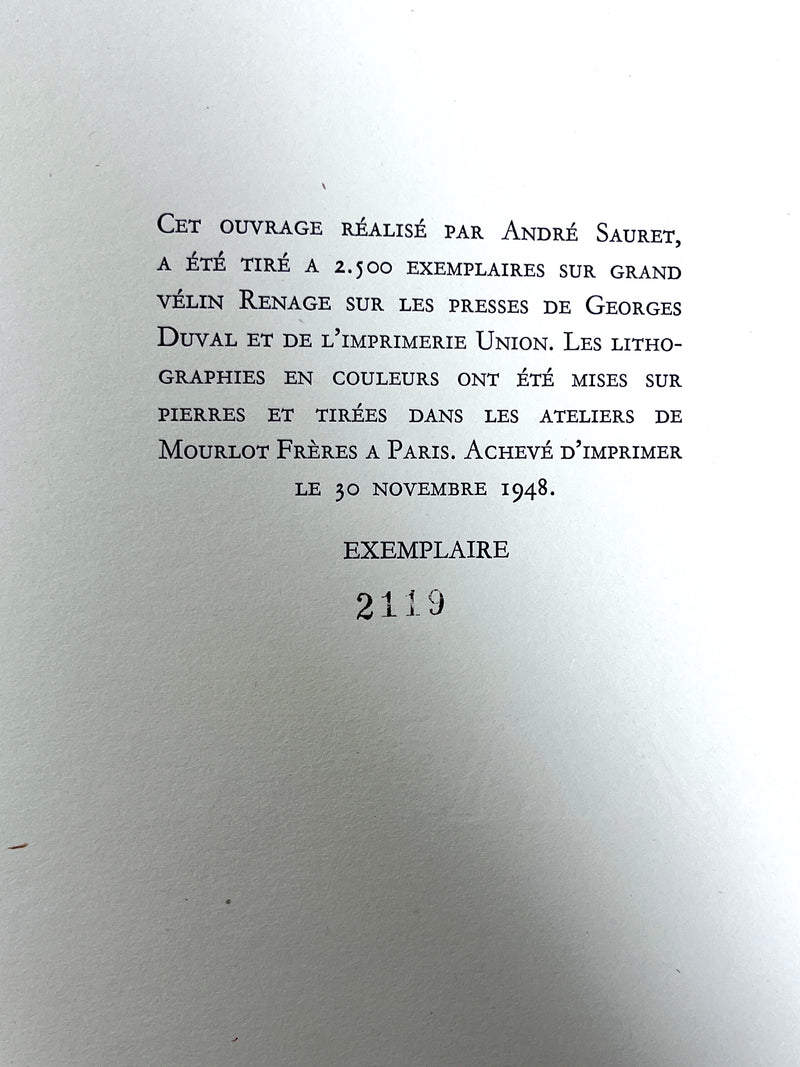 Cet ouvrage réalisé par André Sauret,
a été tiré a 2.500 exemplaires sur grand
vélin Renage sur les presses de Georges
Duval et de l'imprimerie Union. Les litho-
graphies en couleurs ont été mises sur
pierres et tirées dans les ateliers de
Mourlot Frères a Paris. Achevé d'imprimer
le 30 novembre 1948.
EXEMPLAIRE
2119